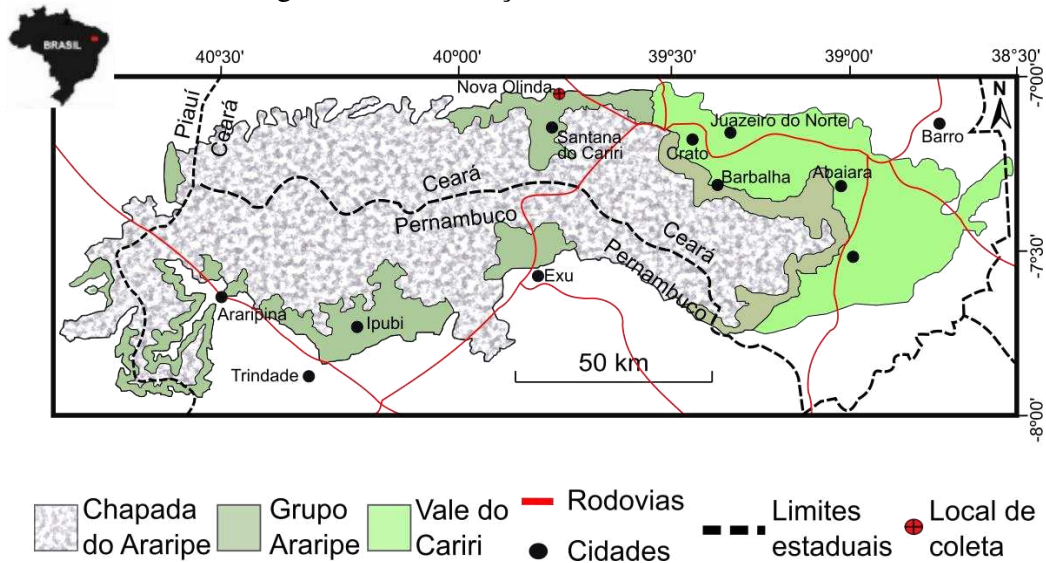 BRASIL
40°30'
40°00'
39°30'
39°00'
38°30'
-7°00'
N
Piauí
Ceará
Nova Olinda
Santana
do Cariri
Juazeiro do Norte
Crato
Barro
Barbalha
Abaiara
Ceará
Pernambuco
Ceará
Pernambuco
-7°30'
Exu
Araripina
Ipubi
50 km
Trindade
-8°00'
Chapada
do Araripe
Grupo
Araripe
Vale do
Cariri
Rodovias
Cidades
Limites
estaduais
Local de
coleta